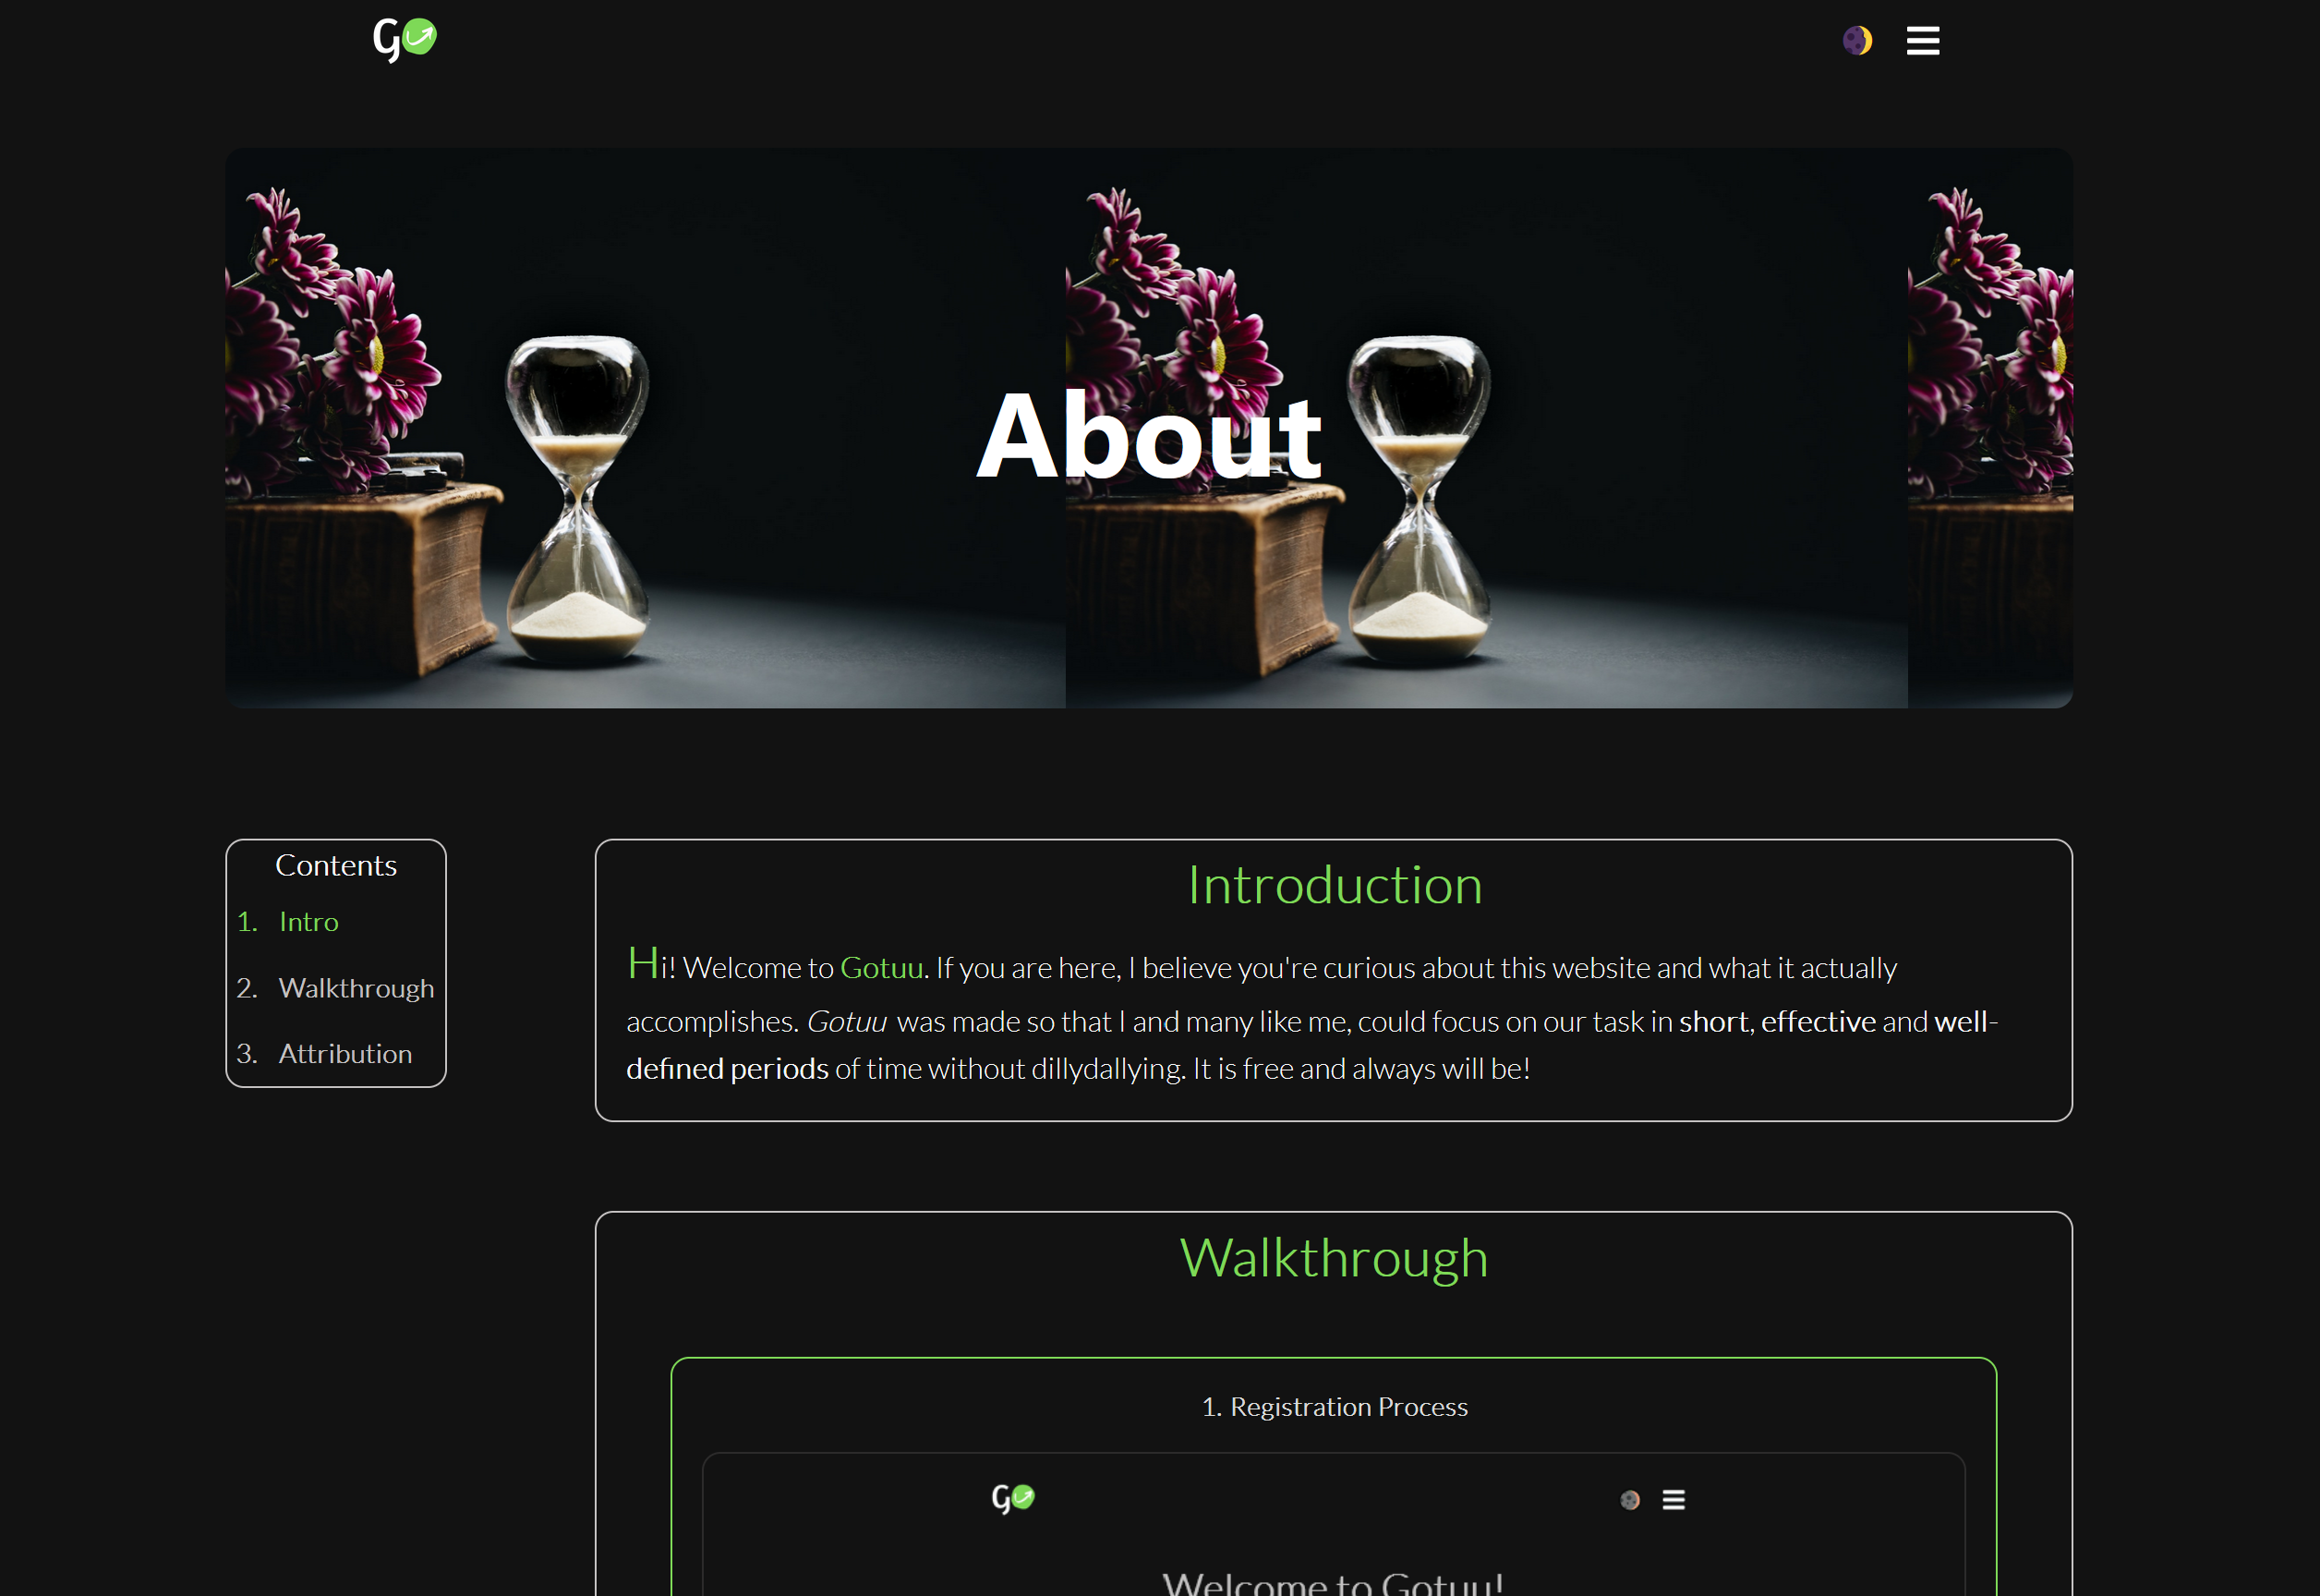 Go
About
Contents
1. Intro
2. Walkthrough
3. Attribution
Introduction
Hi! Welcome to Gotuu. If you are here, I believe you're curious about this website and what it actually
accomplishes. Gotuu was made so that I and many like me, could focus on our task in short, effective and well-
defined periods of time without dillydallying. It is free and always will be!
Walkthrough
1. Registration Process
Go
Welcome to Gotuu!